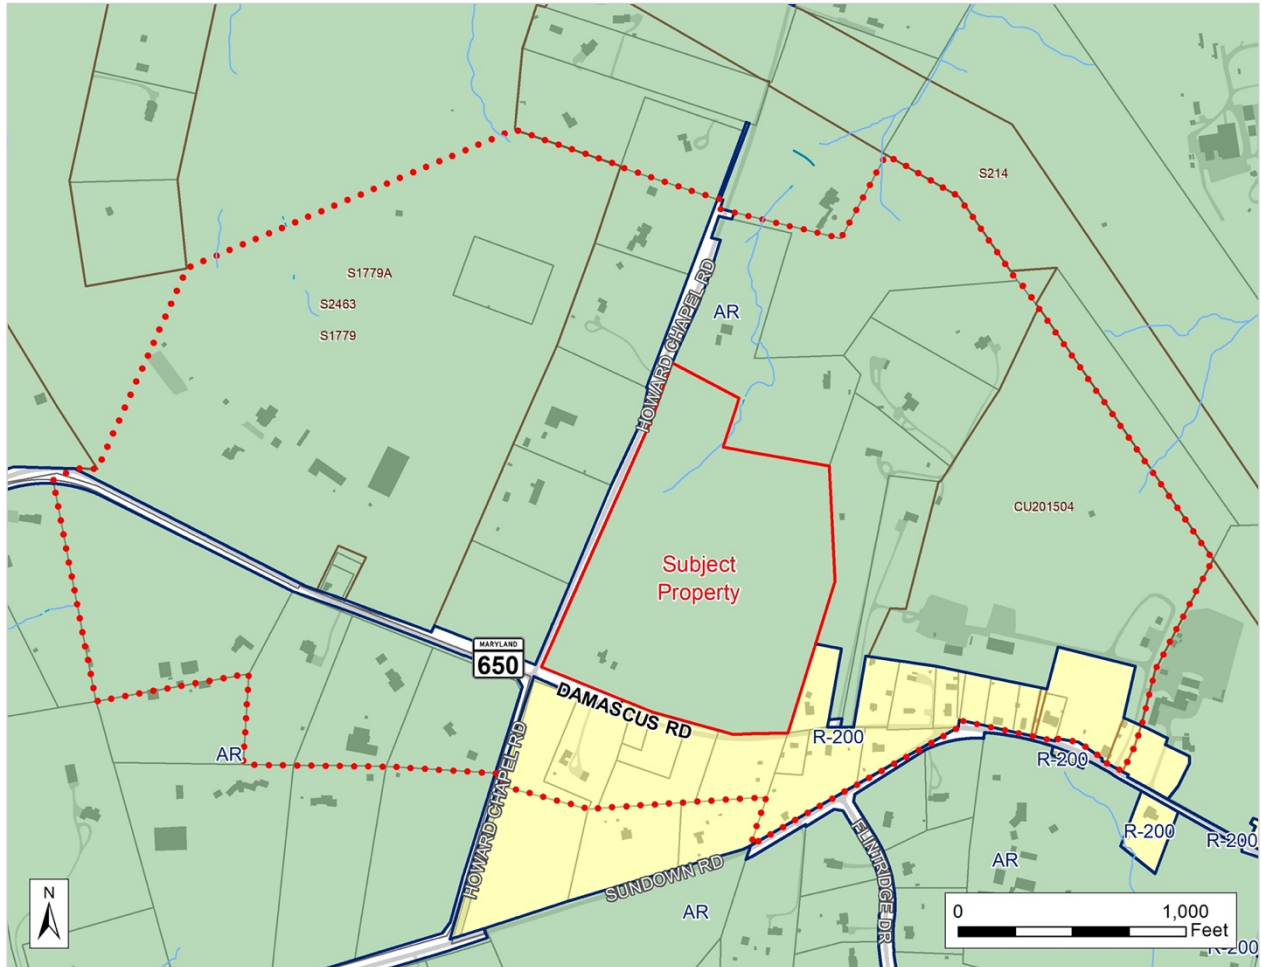 S214
S1779A
S2463
S1779
AR
HOWARD CHAPEL RD
CU201504
Subject
Property
MARYLAND
650
DAMASCUS RD
R-200
AR
R-200
HOWARD CHAPEL RD
R-200
R-200
FLINTRIDGE DR
AR
SUNDOWN RD
AR
N
0 1,000
Feet
R-200